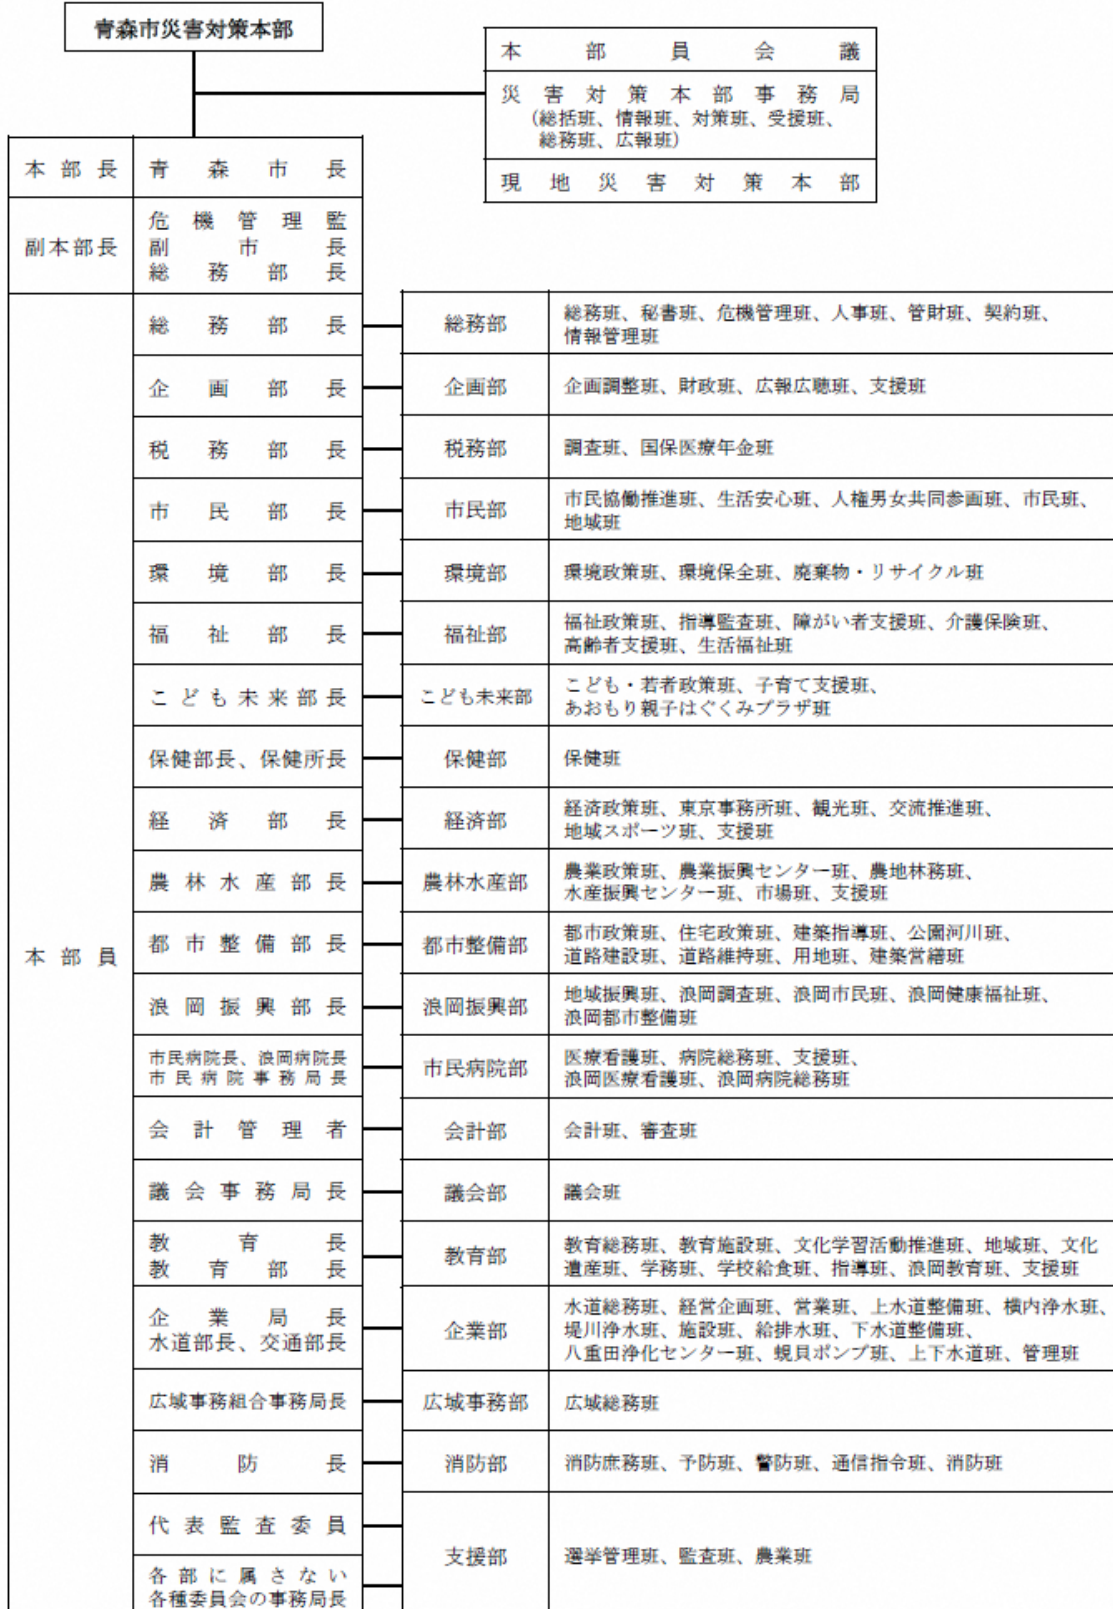 青森市災害対策本部
本部員会議
災害対策本部事務局
(総括班、情報班、対策班、受援班、
総務班、広報班)
現地災害対策本部
本部長
青森市長
副本部長
危機管理監
副市長
総務部長
本部員
総務部長
総務部
総務班、秘書班、危機管理班、人事班、管財班、契約班、
情報管理班
企画部長
企画部
企画調整班、財政班、広報広聴班、支援班
税務部長
税務部
調査班、国保医療年金班
市民部長
市民部
市民協働推進班、生活安心班、人権男女共同参画班、市民班、
地域班
環境部長
環境部
環境政策班、環境保全班、廃棄物・リサイクル班
福祉部長
福祉部
福祉政策班、指導監査班、障がい者支援班、介護保険班、
高齢者支援班、生活福祉班
こども未来部長
こども未来部
こども・若者政策班、子育て支援班、
あおもり親子はぐくみプラザ班
保健部長、保健所長
保健部
保健班
経済部長
経済部
経済政策班、東京事務所班、観光班、交流推進班、
地域スポーツ班、支援班
農林水産部長
農林水産部
農業政策班、農業振興センター班、農地林務班、
水産振興センター班、市場班、支援班
都市整備部長
都市整備部
都市政策班、住宅政策班、建築指導班、公園河川班、
道路建設班、道路維持班、用地班、建築営繕班
浪岡振興部長
浪岡振興部
地域振興班、浪岡調査班、浪岡市民班、浪岡健康福祉班、
浪岡都市整備班
市民病院長、浪岡病院長
市民病院事務局長
市民病院部
医療看護班、病院総務班、支援班、
浪岡医療看護班、浪岡病院総務班
会計管理者
会計部
会計班、審査班
議会事務局長
議会部
議会班
教育長
教育部長
教育部
教育総務班、教育施設班、文化学習活動推進班、地域班、文化
遺産班、学務班、学校給食班、指導班、浪岡教育班、支援班
企業局長
水道部長、交通部長
企業部
水道総務班、経営企画班、営業班、上水道整備班、横内浄水班、
堤川浄水班、施設班、給排水班、下水道整備班、
八重田浄化センター班、蜆貝ポンプ班、上下水道班、管理班
広域事務組合事務局長
広域事務部
広域総務班
消防長
消防部
消防庶務班、予防班、警防班、通信指令班、消防班
代表監査委員
各部に属さない
各種委員会の事務局長
支援部
選挙管理班、監査班、農業班